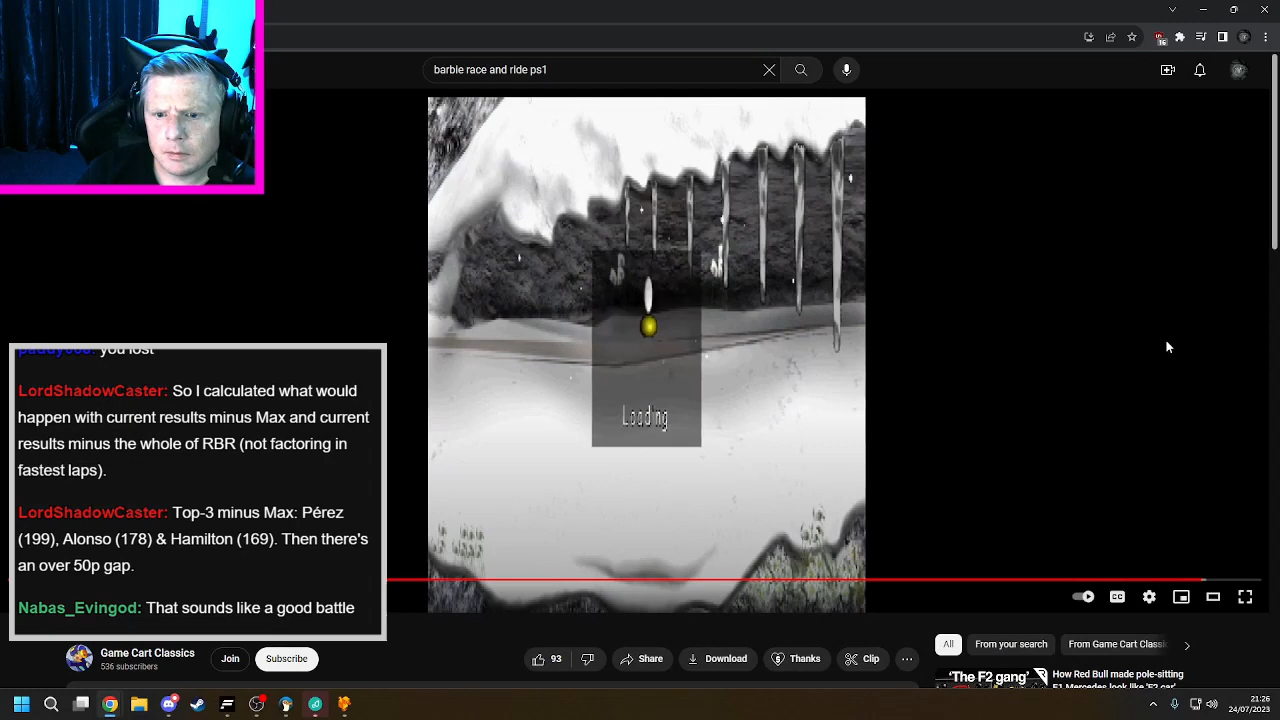 barbie race and ride ps1
16
Loading
paddy668: you lost
LordShadowCaster: So I calculated what would
happen with current results minus Max and current
results minus the whole of RBR (not factoring in
fastest laps).
LordShadowCaster: Top-3 minus Max: Pérez
(199), Alonso (178) & Hamilton (169). Then there's
an over 50p gap.
Nabas_Evingod: That sounds like a good battle
Game Cart Classics
536 subscribers
Join
Subscribe
93
Share
Download
Thanks
Clip
All
From your search
From Game Cart Classic
'The F2 gang'
How Red Bull made pole-sitting
21:26
24/07/2023